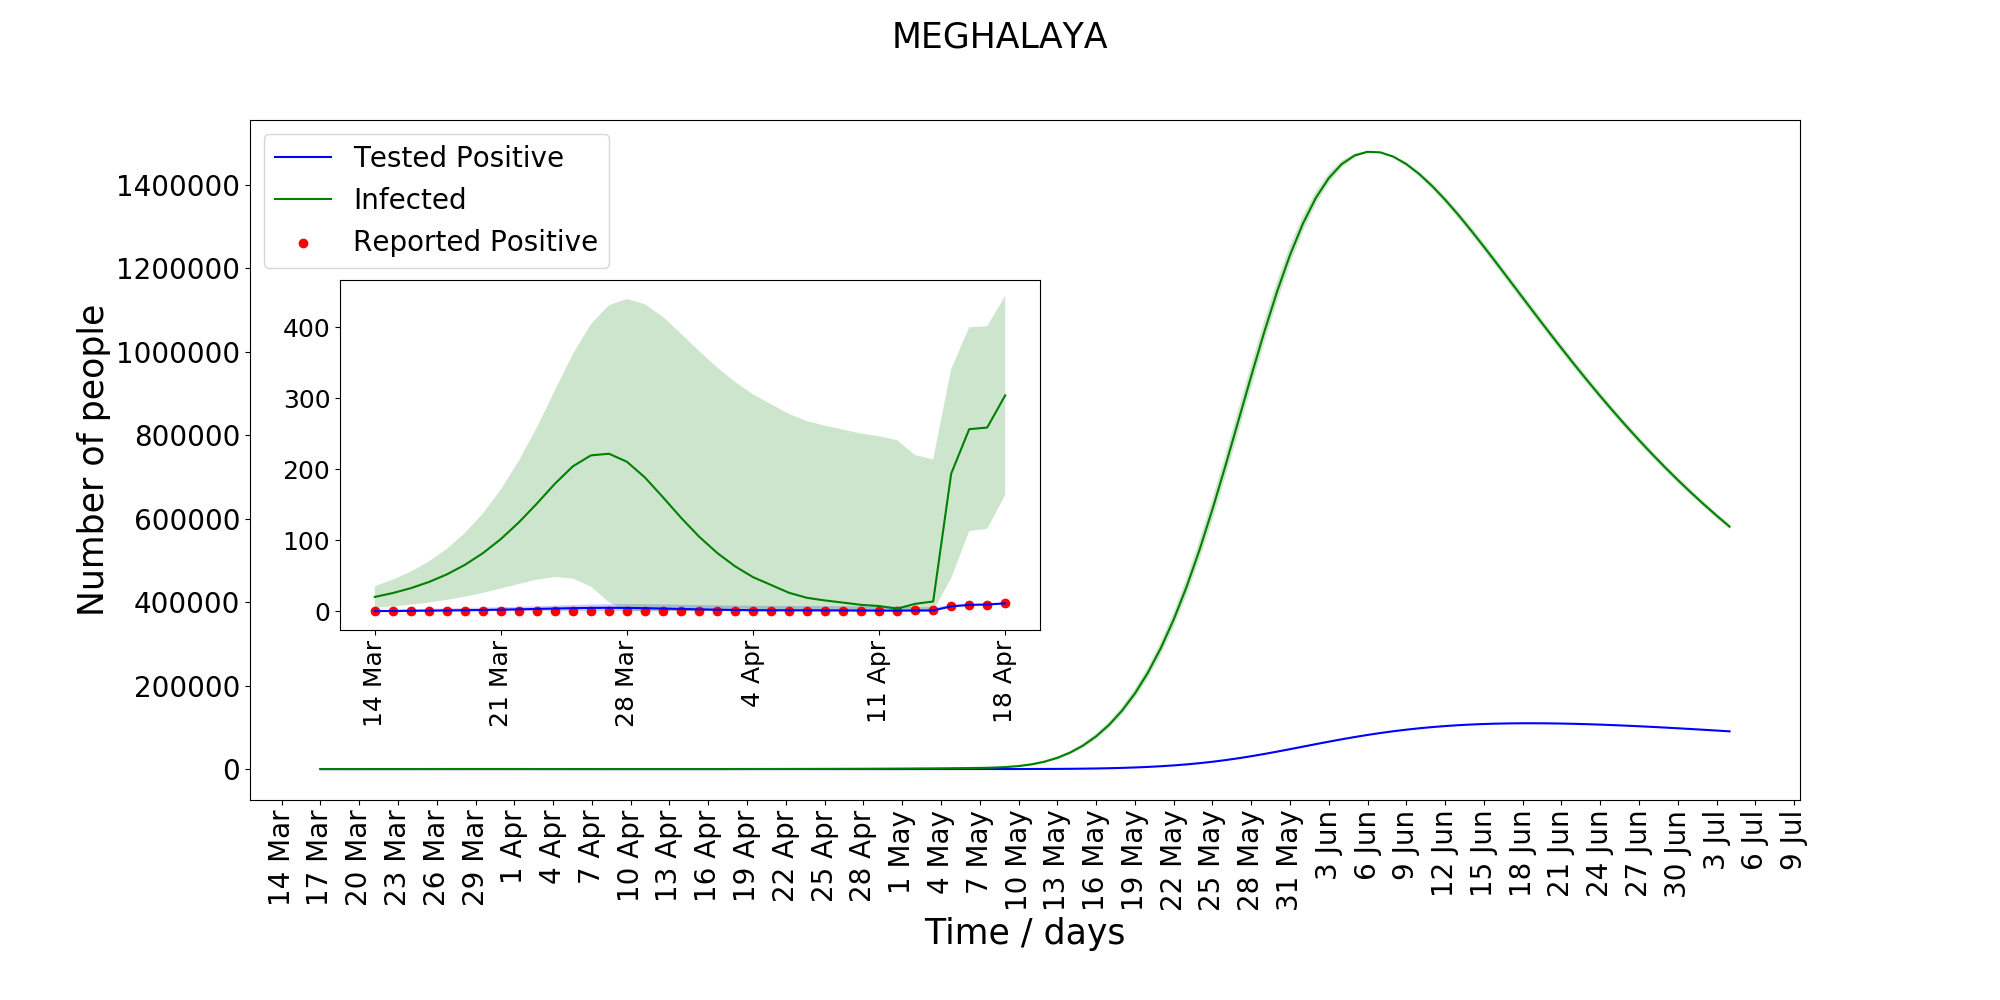 MEGHALAYA
Tested Positive
Infected
Reported Positive
Number of people
1400000
1200000
1000000
800000
600000
400000
200000
0
400
300
200
100
0
14 Mar
21 Mar
28 Mar
4 Apr
11 Apr
18 Apr
14 Mar
17 Mar
20 Mar
23 Mar
26 Mar
29 Mar
1 Apr
4 Apr
7 Apr
10 Apr
13 Apr
16 Apr
19 Apr
22 Apr
25 Apr
28 Apr
1 May
4 May
7 May
10 May
13 May
16 May
19 May
22 May
25 May
28 May
31 May
3 Jun
6 Jun
9 Jun
12 Jun
15 Jun
18 Jun
21 Jun
24 Jun
27 Jun
30 Jun
3 Jul
6 Jul
9 Jul
Time / days